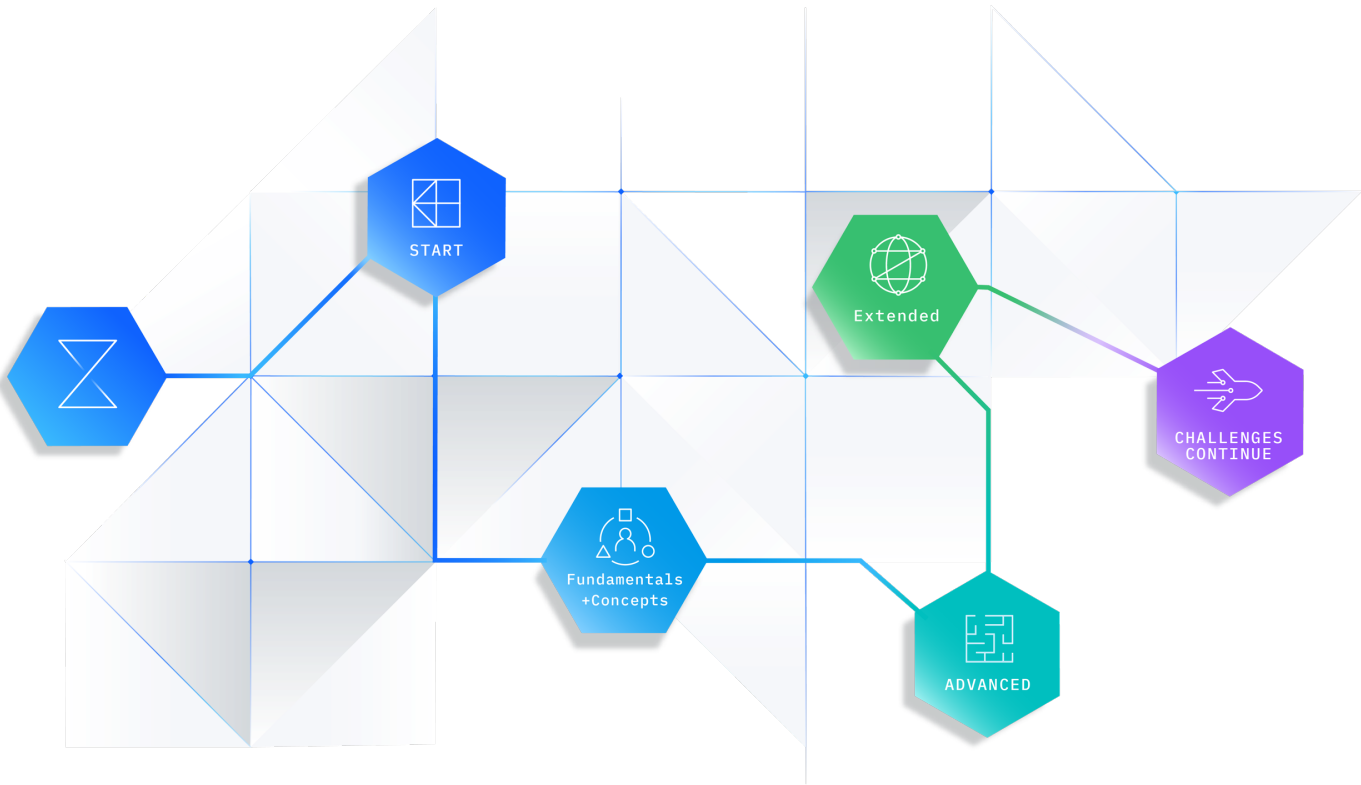 START
Extended
CHALLENGES
CONTINUE
Fundamentals
+Concepts
ADVANCED